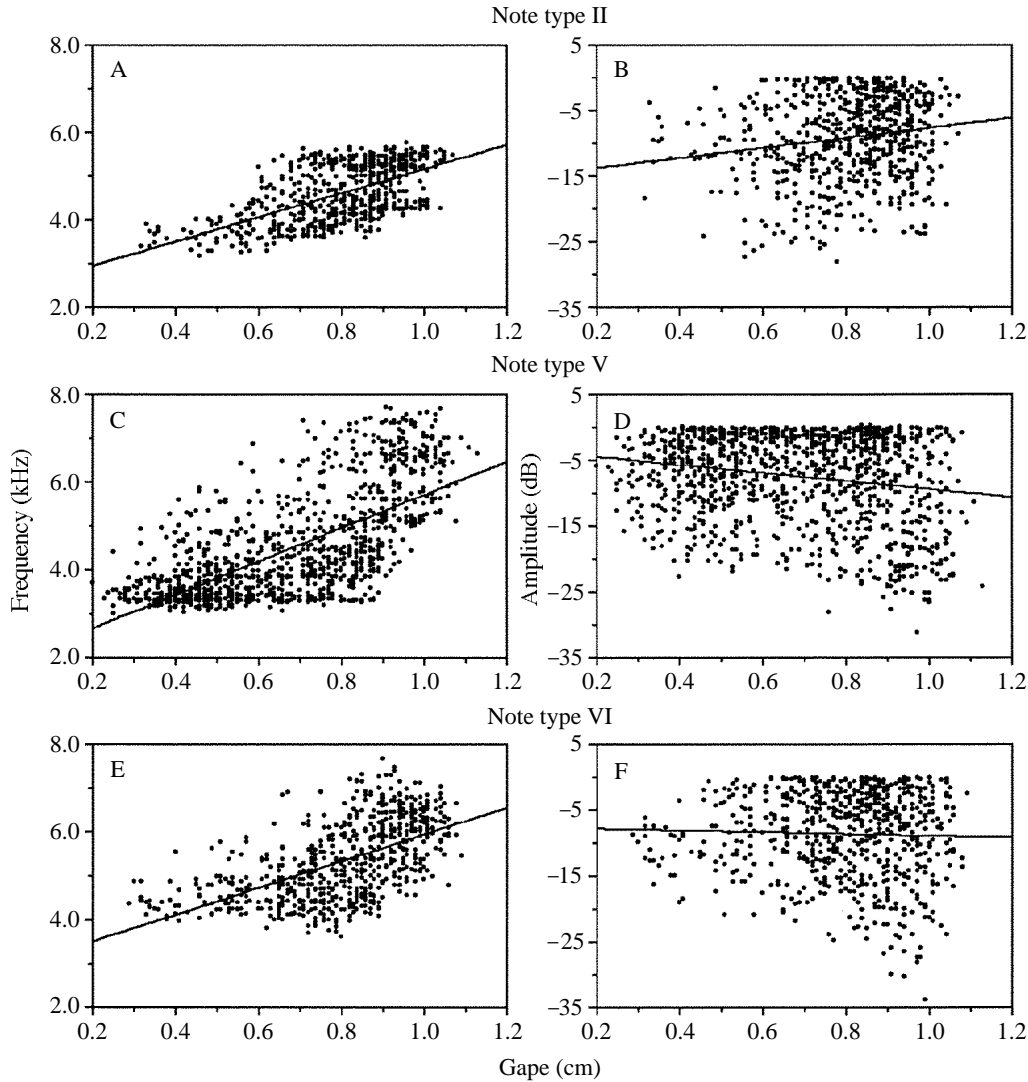 Note type II
8.0
A
6.0
4.0
2.0
0.2 0.4 0.6 0.8 1.0 1.2
5
B
–5
–15
–25
–35
0.2 0.4 0.6 0.8 1.0 1.2
Note type V
8.0
C
6.0
4.0
2.0
0.2 0.4 0.6 0.8 1.0 1.2
Frequency (kHz)
5
D
–5
–15
–25
–35
0.2 0.4 0.6 0.8 1.0 1.2
Amplitude (dB)
Note type VI
8.0
E
6.0
4.0
2.0
0.2 0.4 0.6 0.8 1.0 1.2
5
F
–5
–15
–25
–35
0.2 0.4 0.6 0.8 1.0 1.2
Gape (cm)